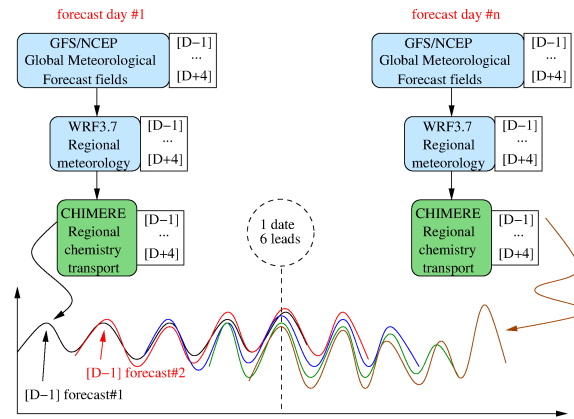 forecast day #1
GFS/NCEP
Global Meteorological
Forecast fields
[D−1]
...
[D+4]
WRF3.7
Regional
meteorology
[D−1]
...
[D+4]
CHIMERE
Regional
chemistry
transport
[D−1]
...
[D+4]
1 date
6 leads
forecast day #n
GFS/NCEP
Global Meteorological
Forecast fields
[D−1]
...
[D+4]
WRF3.7
Regional
meteorology
[D−1]
...
[D+4]
CHIMERE
Regional
chemistry
transport
[D−1]
...
[D+4]
[D−1] forecast#2
[D−1] forecast#1